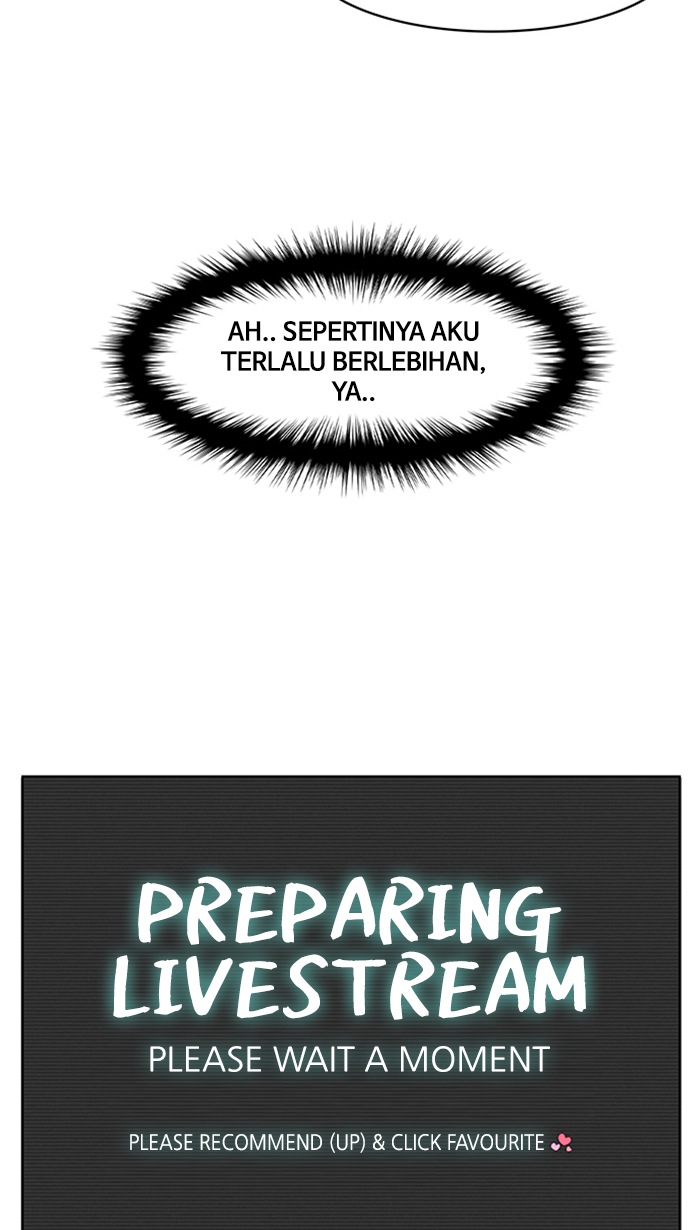 AH.. SEPERTINYA AKU
TERLALU BERLEBIHAN,
YA..
PREPARING
LIVESTREAM
PLEASE WAIT A MOMENT
PLEASE RECOMMEND (UP) & CLICK FAVOURITE 💕